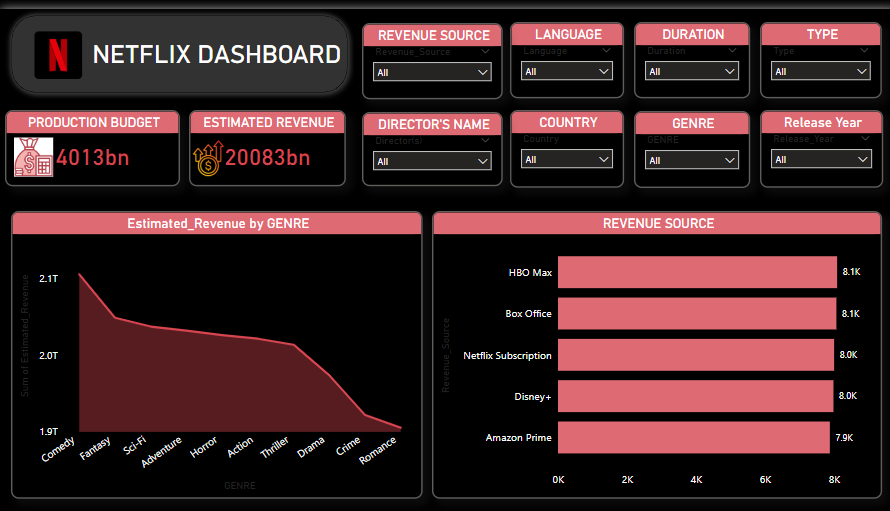 N NETFLIX DASHBOARD
REVENUE SOURCE
Revenue_Source
All
LANGUAGE
Language
All
DURATION
Duration
All
TYPE
Type
All
PRODUCTION BUDGET
4013bn
ESTIMATED REVENUE
20083bn
DIRECTOR'S NAME
Director(s)
All
COUNTRY
Country
All
GENRE
GENRE
All
Release Year
Release_Year
All
Estimated_Revenue by GENRE
Sum of Estimated_Revenue
2.1T
2.0T
1.9T
Comedy
Fantasy
Sci-Fi
Adventure
Horror
Action
Thriller
Drama
Crime
Romance
GENRE
REVENUE SOURCE
Revenue_Source
HBO Max 8.1K
Box Office 8.1K
Netflix Subscription 8.0K
Disney+ 8.0K
Amazon Prime 7.9K
0K 2K 4K 6K 8K